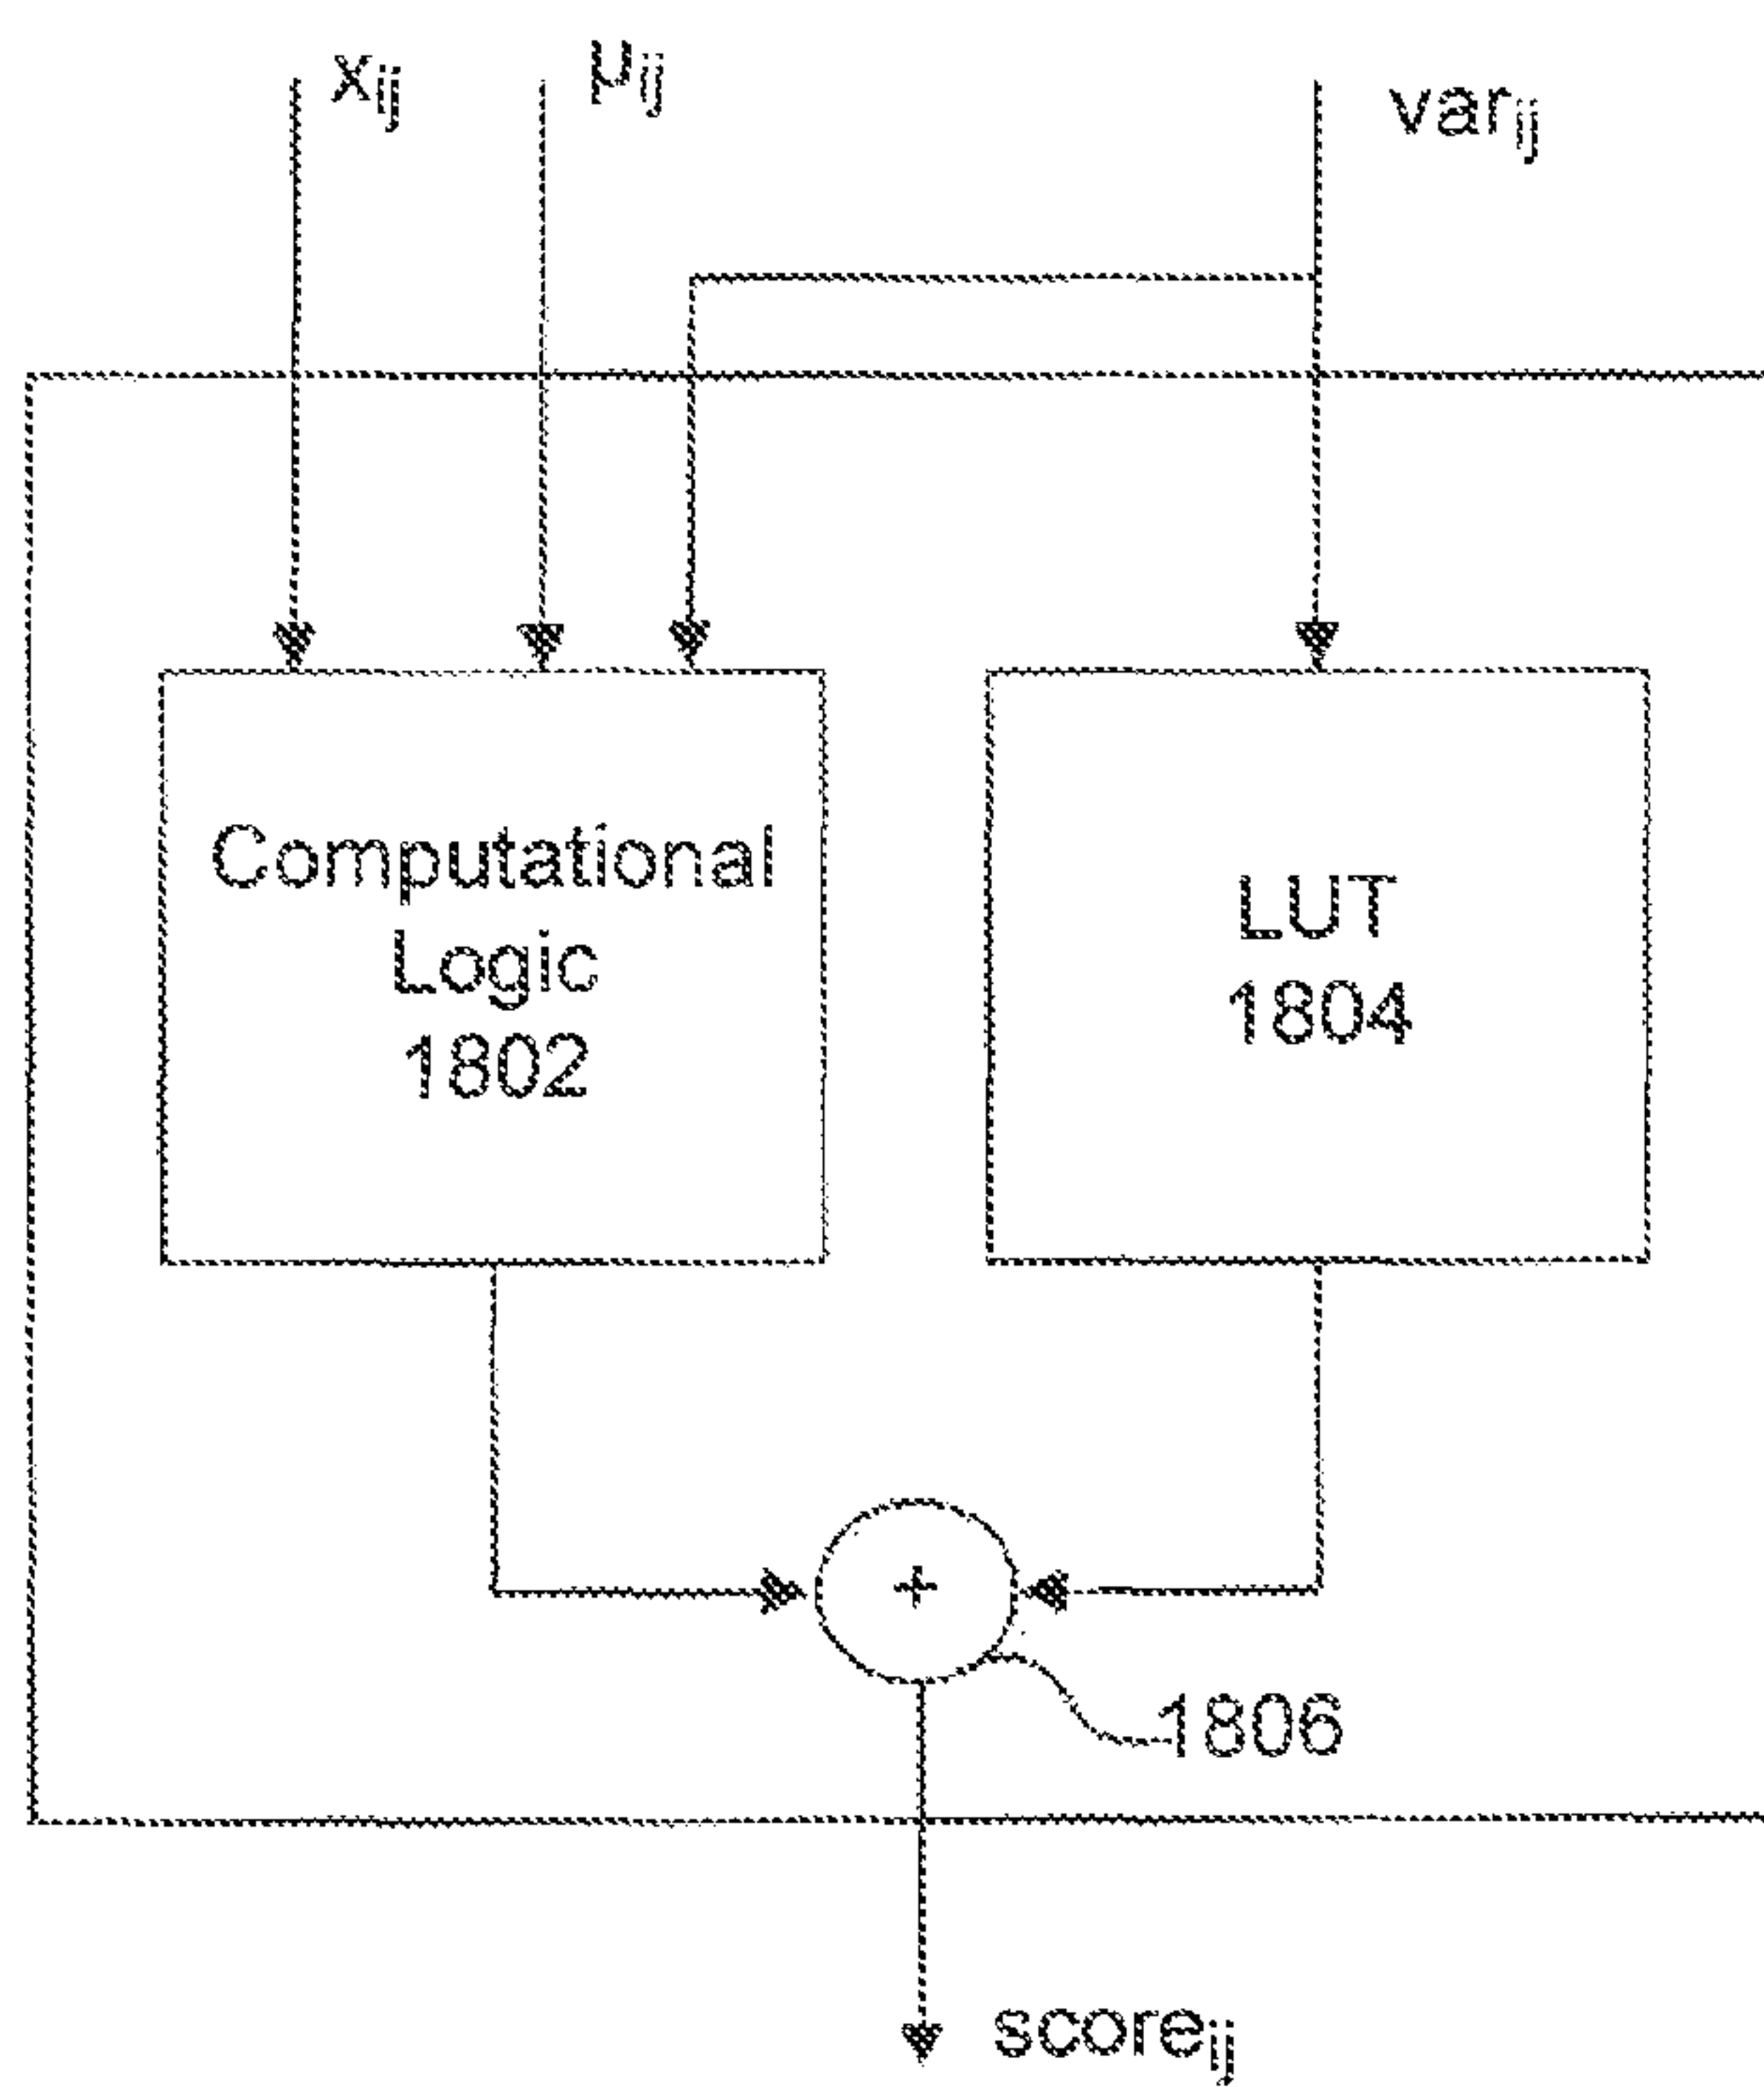 xij μij varij
Computational
Logic
1802
LUT
1804
+
1806
scoreij